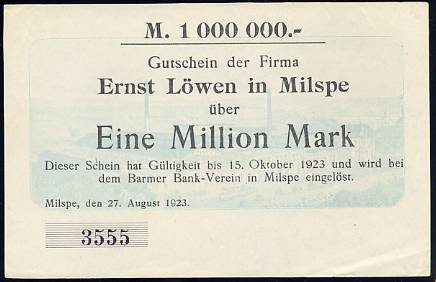 M. 1 000 000.-
Gutschein der Firma
Ernst Löwen in Milspe
über
Eine Million Mark
Dieser Schein hat Gültigkeit bis 15. Oktober 1923 und wird bei
dem Barmer Bank-Verein in Milspe eingelöst.
Milspe, den 27. August 1923.
3555